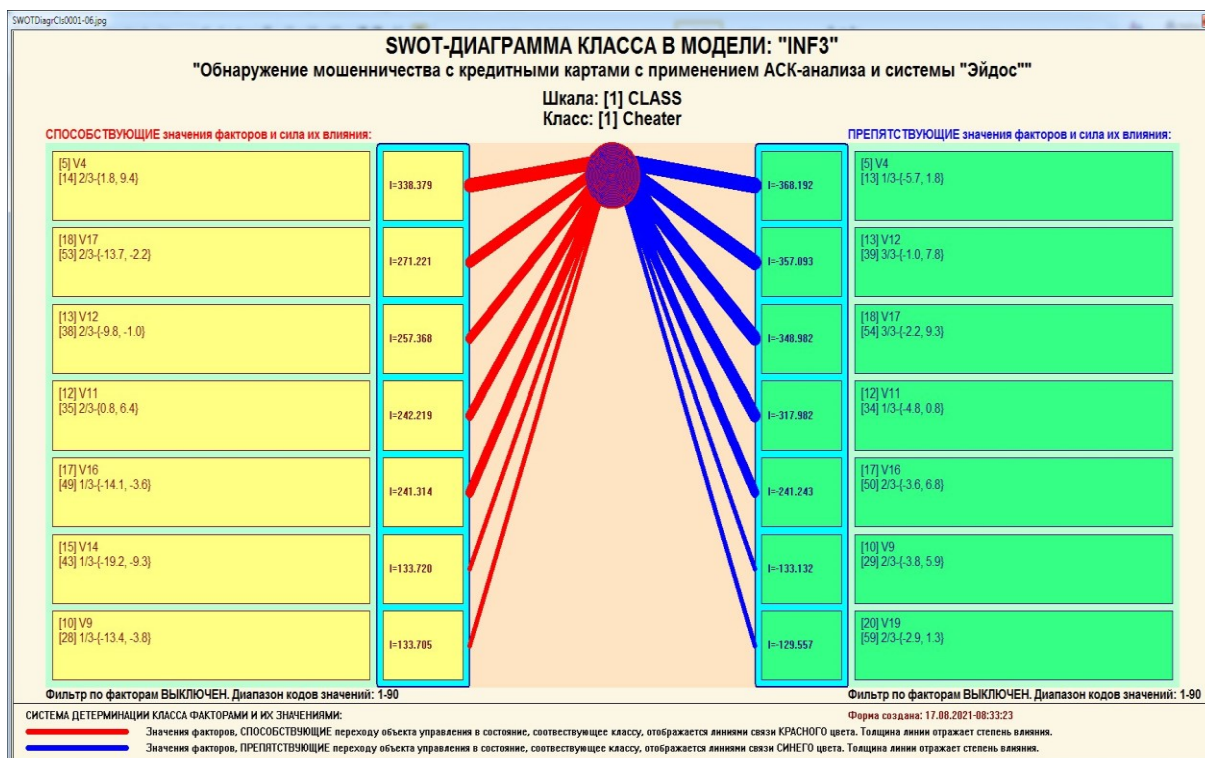 SWOTDiagrCls0001-06.jpg
SWOT-ДИАГРАММА КЛАССА В МОДЕЛИ: "INF3"
"Обнаружение мошенничества с кредитными картами с применением АСК-анализа и системы "Эйдос""
Шкала: [1] CLASS
Класс: [1] Cheater
СПОСОБСТВУЮЩИЕ значения факторов и сила их влияния:
[5] V4
[14] 2/3-{1.8, 9.4}
I=338.379
[18] V17
[53] 2/3-{-13.7, -2.2}
I=271.221
[13] V12
[38] 2/3-{-9.8, -1.0}
I=257.368
[12] V11
[35] 2/3-{0.8, 6.4}
I=242.219
[17] V16
[49] 1/3-{-14.1, -3.6}
I=241.314
[15] V14
[43] 1/3-{-19.2, -9.3}
I=133.720
[10] V9
[28] 1/3-{-13.4, -3.8}
I=133.705
Фильтр по факторам ВЫКЛЮЧЕН. Диапазон кодов значений: 1-90
ПРЕПЯТСТВУЮЩИЕ значения факторов и сила их влияния:
I=-368.192
[5] V4
[13] 1/3-{-5.7, 1.8}
I=-357.093
[13] V12
[39] 3/3-{-1.0, 7.8}
I=-348.982
[18] V17
[54] 3/3-{-2.2, 9.3}
I=-317.982
[12] V11
[34] 1/3-{-4.8, 0.8}
I=-241.243
[17] V16
[50] 2/3-{-3.6, 6.8}
I=-133.132
[10] V9
[29] 2/3-{-3.8, 5.9}
I=-129.557
[20] V19
[59] 2/3-{-2.9, 1.3}
Фильтр по факторам ВЫКЛЮЧЕН. Диапазон кодов значений: 1-90
СИСТЕМА ДЕТЕРМИНАЦИИ КЛАССА ФАКТОРАМИ И ИХ ЗНАЧЕНИЯМИ:
Форма создана: 17.08.2021-08:33:23
Значения факторов, СПОСОБСТВУЮЩИЕ переходу объекта управления в состояние, соотвествующее классу, отображается линиями связи КРАСНОГО цвета. Толщина линии отражает степень влияния.
Значения факторов, ПРЕПЯТСТВУЮЩИЕ переходу объекта управления в состояние, соотвествующее классу, отображается линиями связи СИНЕГО цвета. Толщина линии отражает степень влияния.